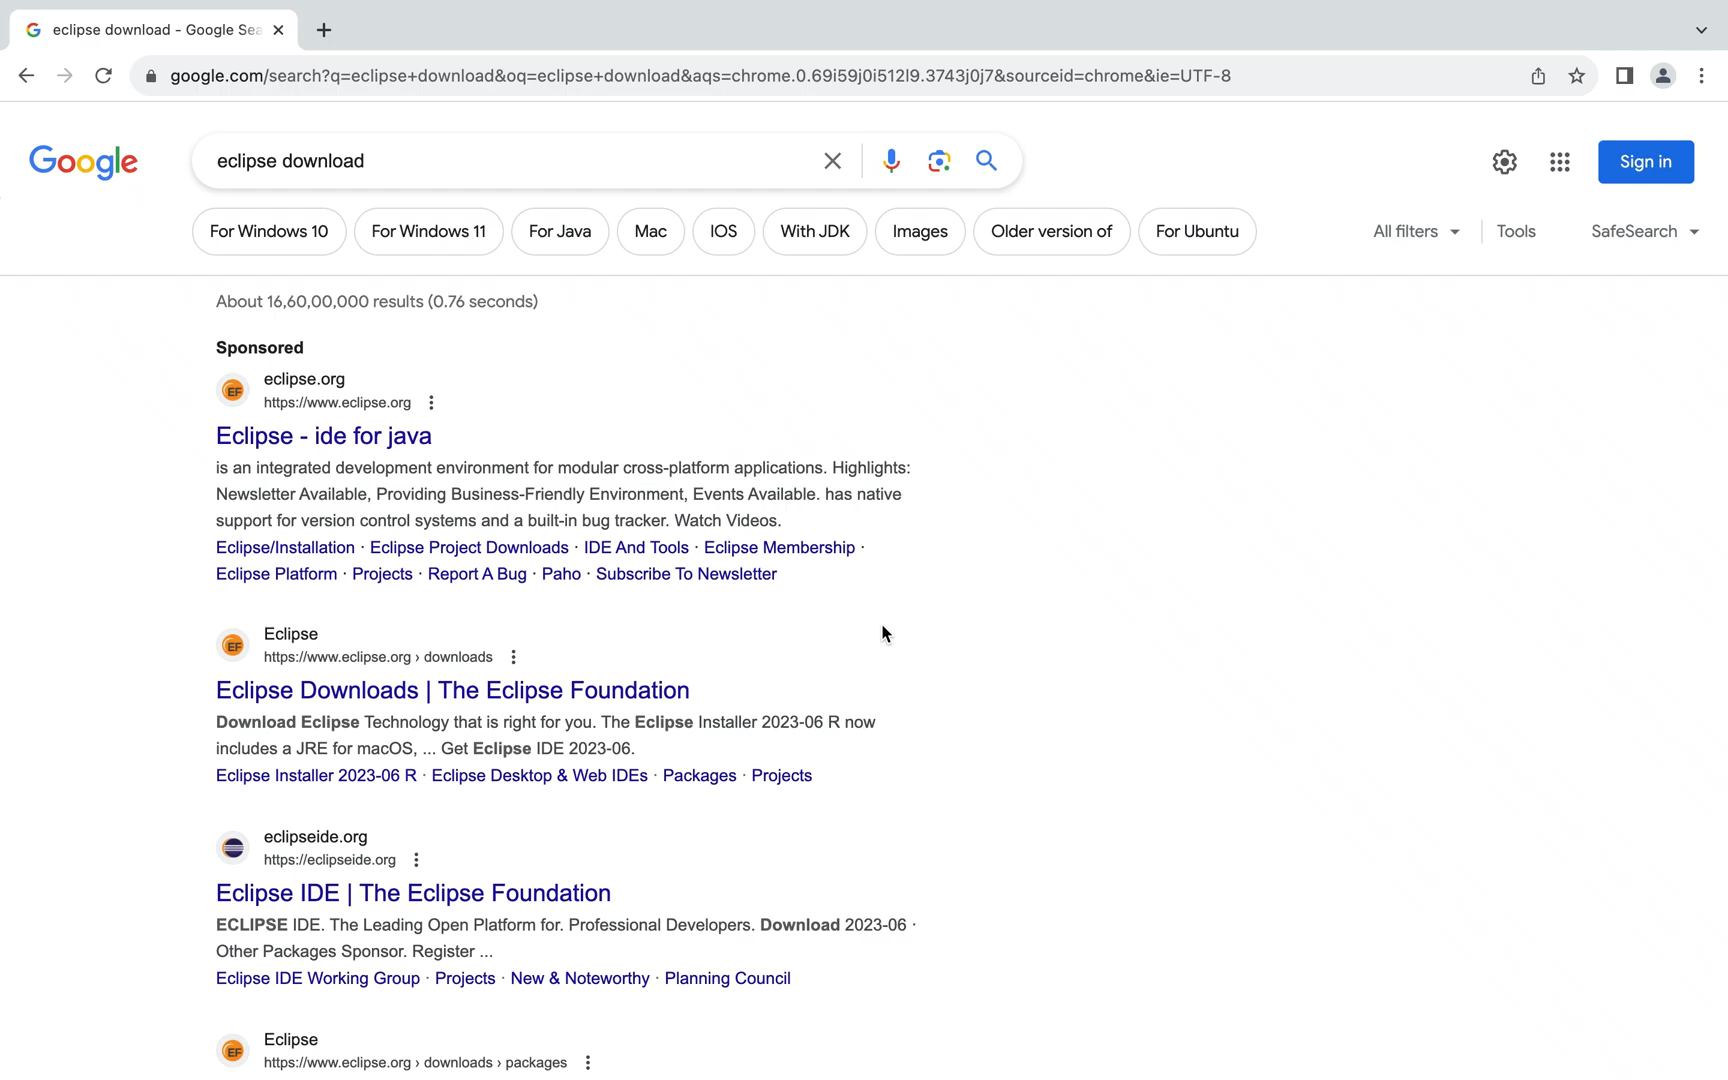 eclipse download - Google Sea
google.com/search?q=eclipse+download&oq=eclipse+download&aqs=chrome.0.69i59j0i512l9.3743j0j7&sourceid=chrome&ie=UTF-8
Google
eclipse download
Sign in
For Windows 10
For Windows 11
For Java
Mac
IOS
With JDK
Images
Older version of
For Ubuntu
All filters
Tools
SafeSearch
About 16,60,00,000 results (0.76 seconds)
Sponsored
eclipse.org
https://www.eclipse.org
Eclipse - ide for java
is an integrated development environment for modular cross-platform applications. Highlights:
Newsletter Available, Providing Business-Friendly Environment, Events Available. has native
support for version control systems and a built-in bug tracker. Watch Videos.
Eclipse/Installation · Eclipse Project Downloads · IDE And Tools · Eclipse Membership ·
Eclipse Platform · Projects · Report A Bug · Paho · Subscribe To Newsletter
Eclipse
https://www.eclipse.org › downloads
Eclipse Downloads | The Eclipse Foundation
Download Eclipse Technology that is right for you. The Eclipse Installer 2023-06 R now
includes a JRE for macOS, ... Get Eclipse IDE 2023-06.
Eclipse Installer 2023-06 R · Eclipse Desktop & Web IDEs · Packages · Projects
eclipseide.org
https://eclipseide.org
Eclipse IDE | The Eclipse Foundation
ECLIPSE IDE. The Leading Open Platform for. Professional Developers. Download 2023-06 ·
Other Packages Sponsor. Register ...
Eclipse IDE Working Group · Projects · New & Noteworthy · Planning Council
Eclipse
https://www.eclipse.org › downloads › packages